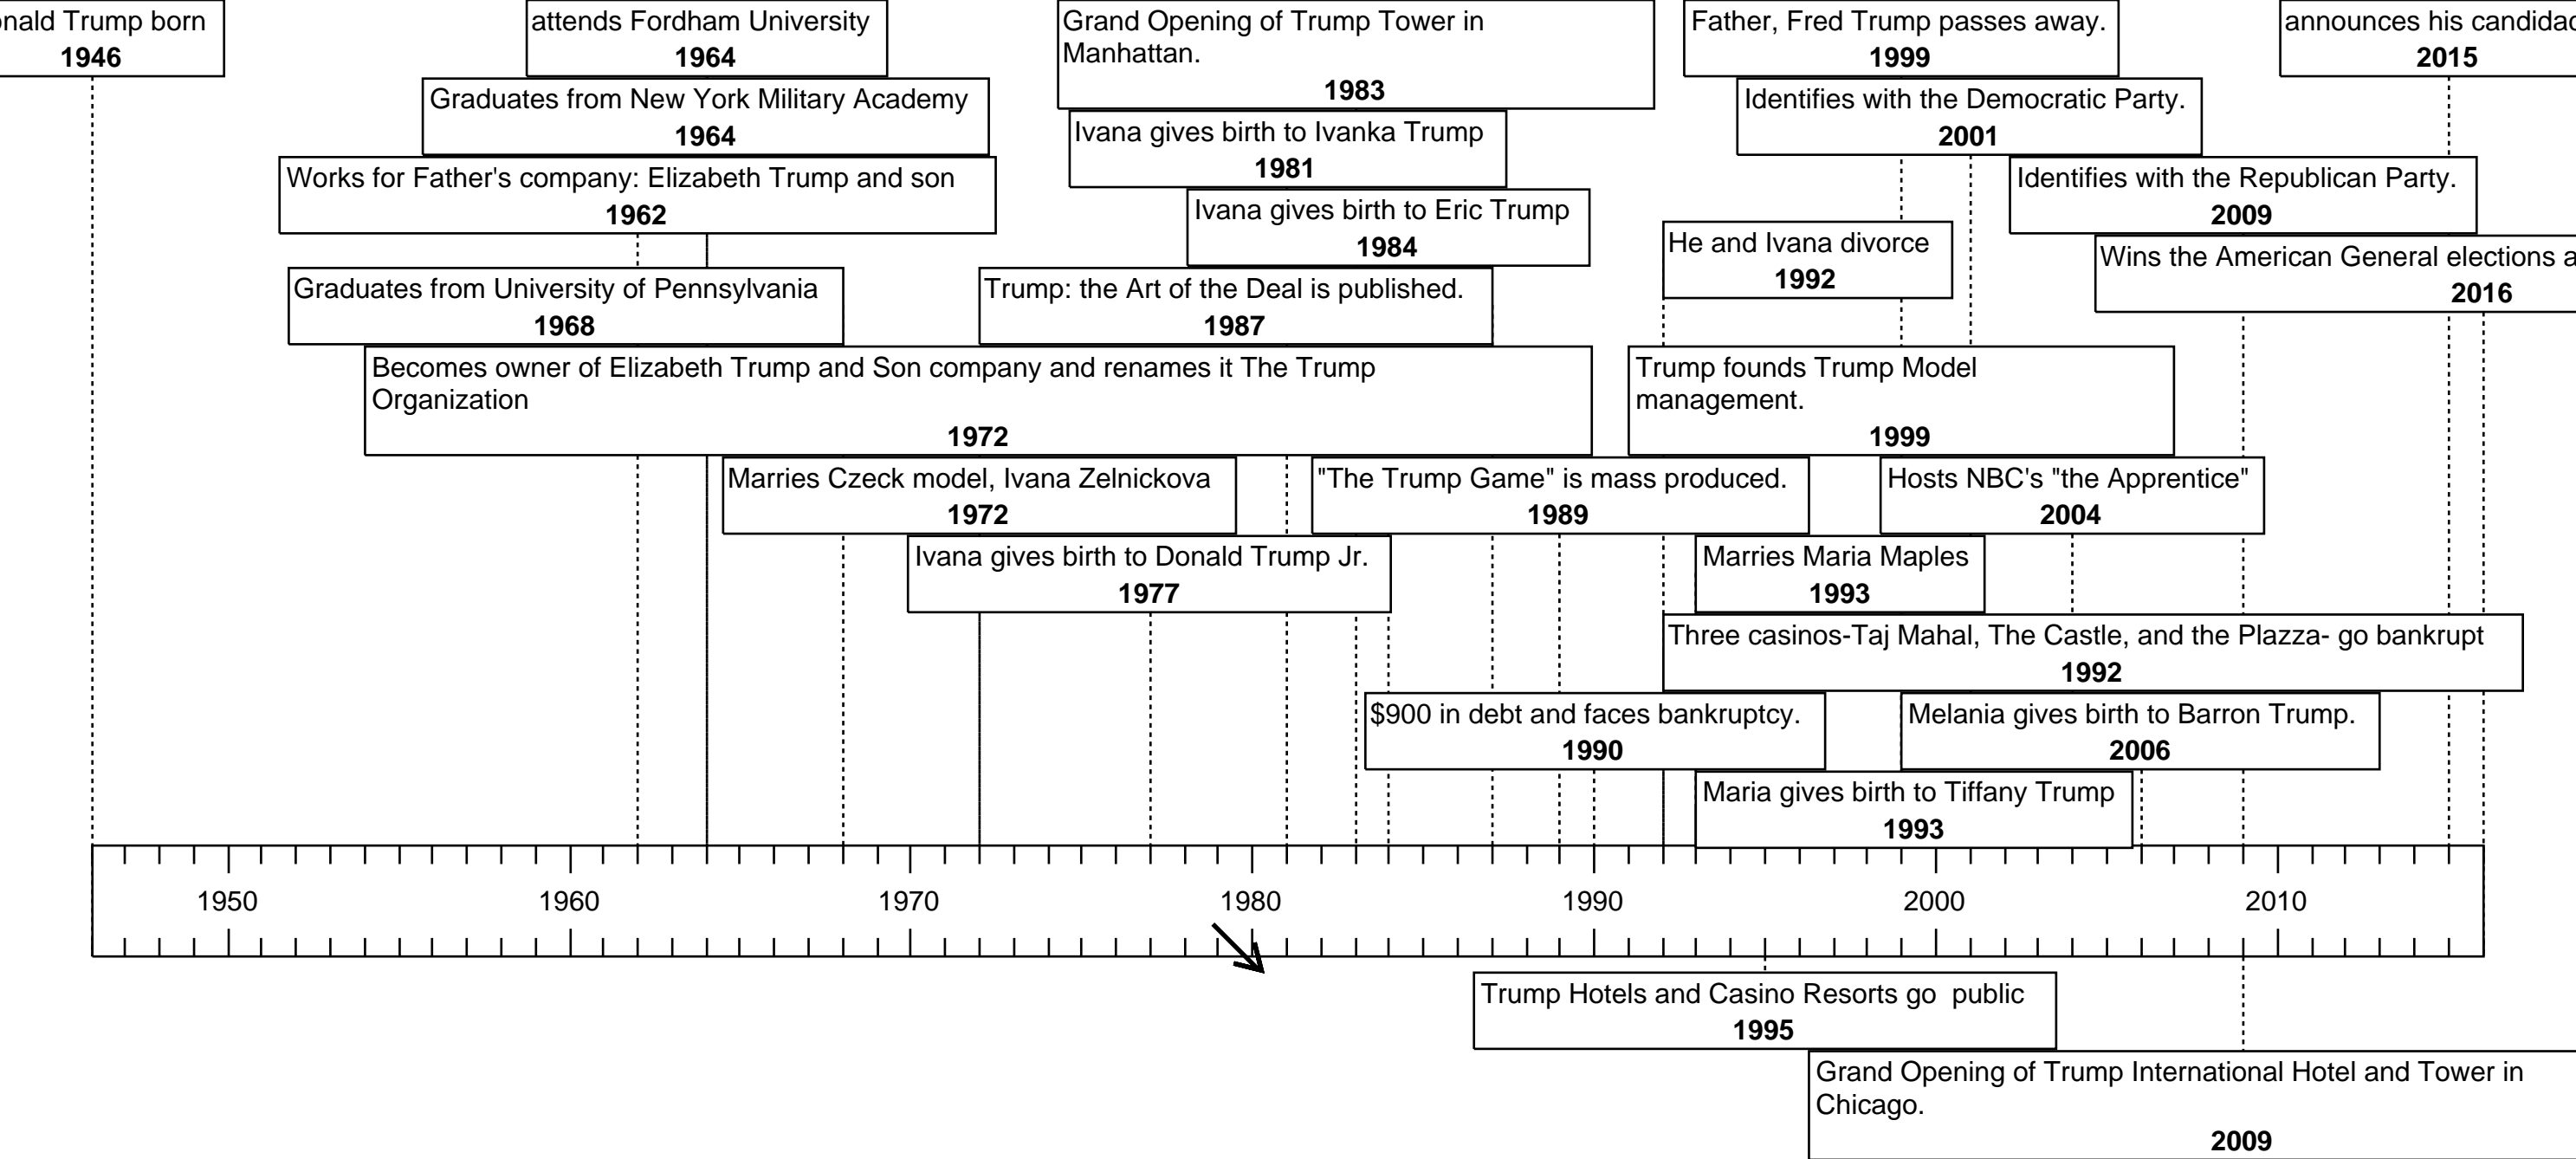 onald Trump born
1946
attends Fordham University
1964
Grand Opening of Trump Tower in
Manhattan.
1983
Father, Fred Trump passes away.
1999
announces his candidac
2015
Graduates from New York Military Academy
1964
Ivana gives birth to Ivanka Trump
1981
Identifies with the Democratic Party.
2001
Works for Father's company: Elizabeth Trump and son
1962
Ivana gives birth to Eric Trump
1984
Identifies with the Republican Party.
2009
He and Ivana divorce
1992
Wins the American General elections a
2016
Graduates from University of Pennsylvania
1968
Trump: the Art of the Deal is published.
1987
Becomes owner of Elizabeth Trump and Son company and renames it The Trump
Organization
1972
Trump founds Trump Model
management.
1999
Marries Czeck model, Ivana Zelnickova
1972
"The Trump Game" is mass produced.
1989
Hosts NBC's "the Apprentice"
2004
Ivana gives birth to Donald Trump Jr.
1977
Marries Maria Maples
1993
Three casinos-Taj Mahal, The Castle, and the Plazza- go bankrupt
1992
$900 in debt and faces bankruptcy.
1990
Melania gives birth to Barron Trump.
2006
Maria gives birth to Tiffany Trump
1993
1950 1960 1970 1980 1990 2000 2010
Trump Hotels and Casino Resorts go  public
1995
Grand Opening of Trump International Hotel and Tower in
Chicago.
2009